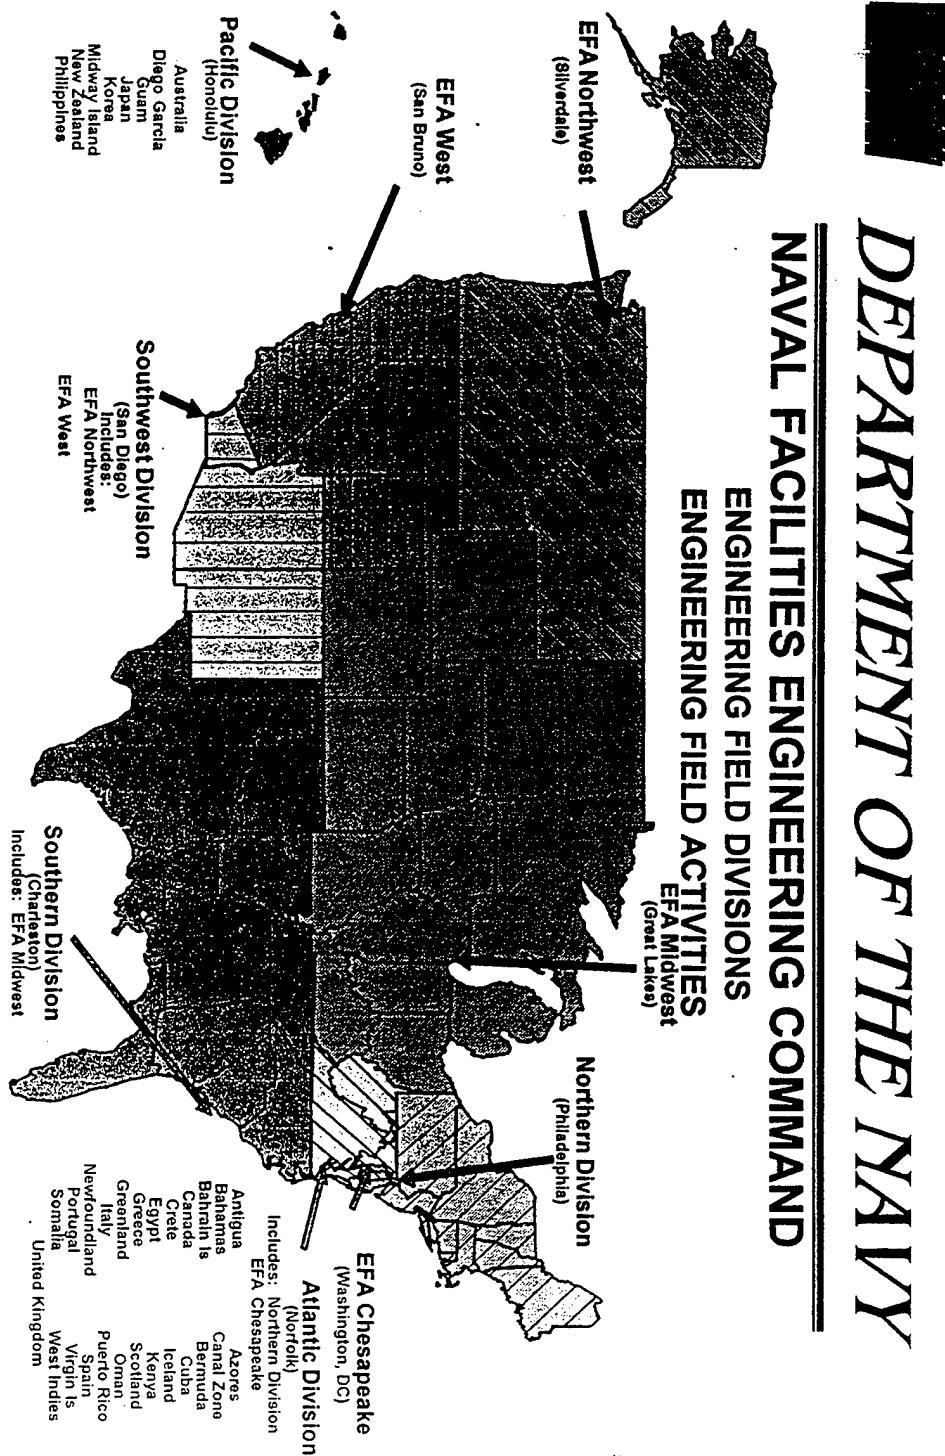 DEPARTMENT OF THE NAVY
NAVAL FACILITIES ENGINEERING COMMAND
ENGINEERING FIELD DIVISIONS
ENGINEERING FIELD ACTIVITIES
EFA Northwest
(Silverdale)
EFA Midwest
(Great Lakes)
Northern Division
(Philadelphia)
EFA West
(San Bruno)
EFA Chesapeake
(Washington, DC)
Atlantic Division
(Norfolk)
Includes: Northern Division
EFA Chesapeake
Antigua
Bahamas
Bahrain Is
Canada
Crete
Egypt
Greece
Greenland
Italy
Newfoundland
Portugal
Somalia
United Kingdom
Azores
Canal Zone
Bermuda
Cuba
Iceland
Kenya
Scotland
Oman
Puerto Rico
Spain
Virgin Is
West Indies
Pacific Division
(Honolulu)
Australia
Diego Garcia
Guam
Japan
Korea
Midway Island
New Zealand
Philippines
Southwest Division
(San Diego)
Includes:
EFA Northwest
EFA West
Southern Division
(Charleston)
Includes: EFA Midwest